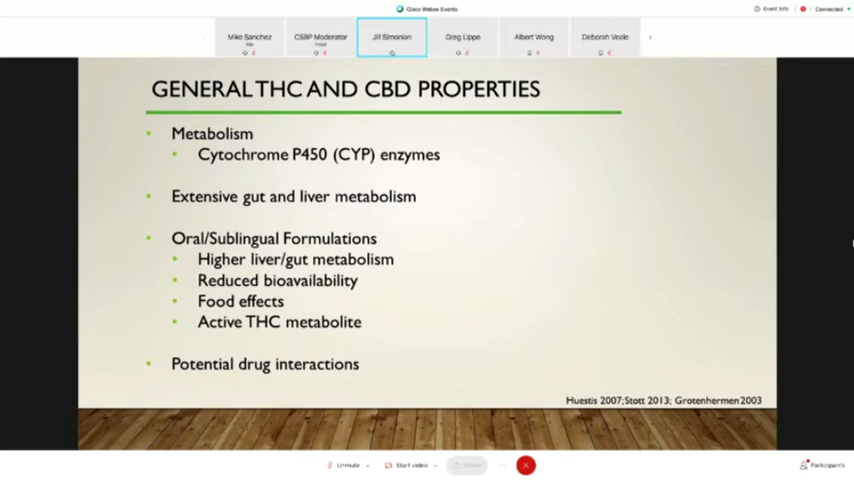 Cisco Webex Events
Event Info
Connected
Mike Sanchez
Me
CSBP Moderator
Host
Jill Simonian
Greg Lippe
Albert Wong
Deborah Veale
GENERAL THC AND CBD PROPERTIES
• Metabolism
• Cytochrome P450 (CYP) enzymes
• Extensive gut and liver metabolism
• Oral/Sublingual Formulations
• Higher liver/gut metabolism
• Reduced bioavailability
• Food effects
• Active THC metabolite
• Potential drug interactions
Huestis 2007;Stott 2013; Grotenhermen 2003
Unmute
Start video
Share
Participants